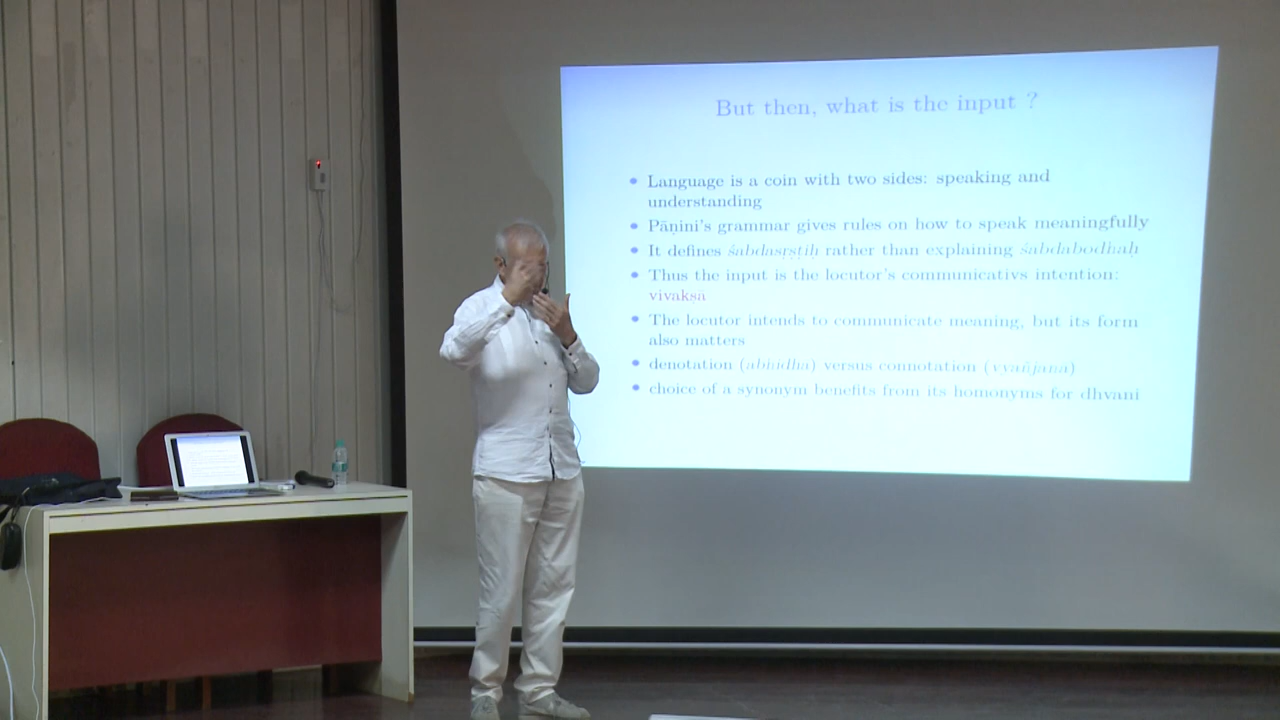 But then, what is the input ?
• Language is a coin with two sides: speaking and
understanding
• Pāṇini's grammar gives rules on how to speak meaningfully
• It defines śabdasṛṣṭiḥ rather than explaining śabdabodhaḥ
• Thus the input is the locutor's communicativs intention:
vivakṣā
• The locutor intends to communicate meaning, but its form
also matters
• denotation (abhidhā) versus connotation (vyañjanā)
• choice of a synonym benefits from its homonyms for dhvani